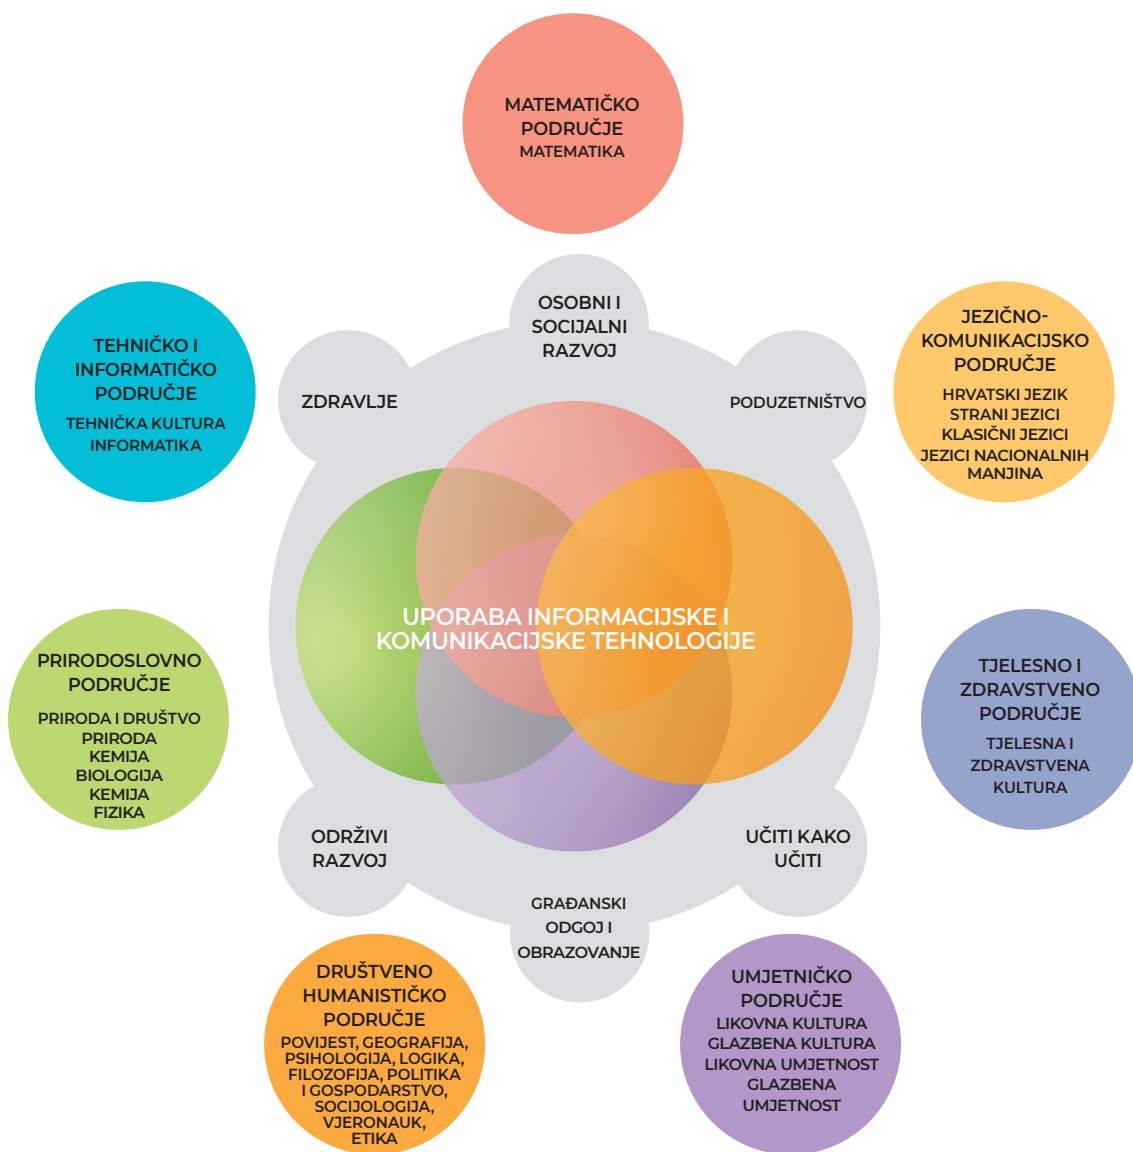 MATEMATIČKO
PODRUČJE
MATEMATIKA
OSOBNI I
SOCIJALNI
RAZVOJ
TEHNIČKO I
INFORMATIČKO
PODRUČJE
TEHNIČKA KULTURA
INFORMATIKA
ZDRAVLJE
PODUZETNIŠTVO
JEZIČNO-
KOMUNIKACIJSKO
PODRUČJE
HRVATSKI JEZIK
STRANI JEZICI
KLASIČNI JEZICI
JEZICI NACIONALNIH
MANJINA
UPORABA INFORMACIJSKE I
KOMUNIKACIJSKE TEHNOLOGIJE
PRIRODOSLOVNO
PODRUČJE
PRIRODA I DRUŠTVO
PRIRODA
KEMIJA
BIOLOGIJA
KEMIJA
FIZIKA
TJELESNO I
ZDRAVSTVENO
PODRUČJE
TJELESNA I
ZDRAVSTVENA
KULTURA
ODRŽIVI
RAZVOJ
UČITI KAKO
UČITI
GRAĐANSKI
ODGOJ I
OBRAZOVANJE
DRUŠTVENO
HUMANISTIČKO
PODRUČJE
POVIJEST, GEOGRAFIJA,
PSIHOLOGIJA, LOGIKA,
FILOZOFIJA, POLITIKA
I GOSPODARSTVO,
SOCIJOLOGIJA,
VJERONAUK,
ETIKA
UMJETNIČKO
PODRUČJE
LIKOVNA KULTURA
GLAZBENA KULTURA
LIKOVNA UMJETNOST
GLAZBENA
UMJETNOST